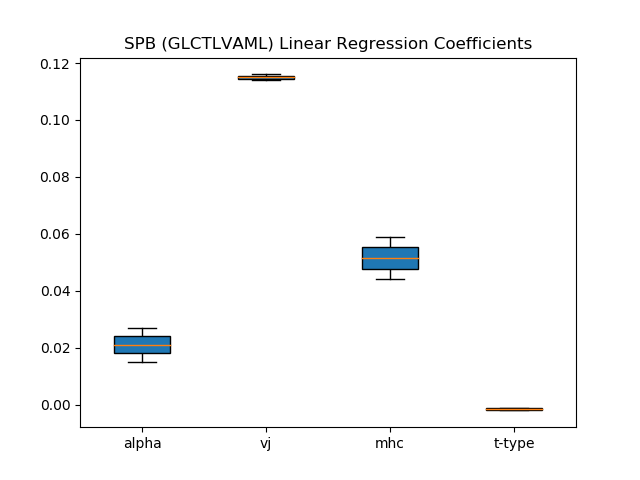 SPB (GLCTLVAML) Linear Regression Coefficients
0.12
0.10
0.08
0.06
0.04
0.02
0.00
alpha
vj
mhc
t-type